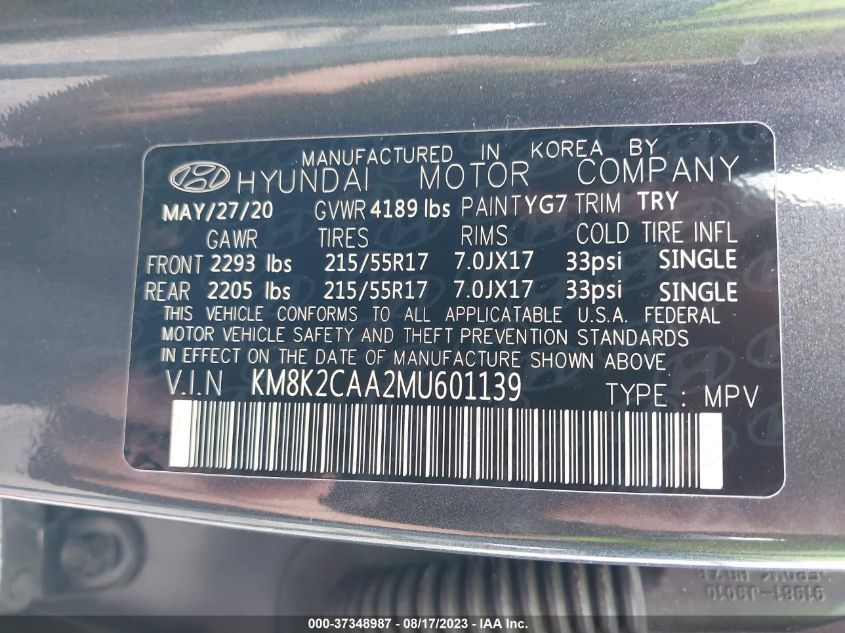 MANUFACTURED IN KOREA BY
HYUNDAI MOTOR COMPANY
MAY/27/20 GVWR 4189 lbs PAINT YG7 TRIM TRY
GAWR TIRES RIMS COLD TIRE INFL
FRONT 2293 lbs 215/55R17 7.0JX17 33psi SINGLE
REAR 2205 lbs 215/55R17 7.0JX17 33psi SINGLE
THIS VEHICLE CONFORMS TO ALL APPLICATABLE U.S.A. FEDERAL
MOTOR VEHICLE SAFETY AND THEFT PREVENTION STANDARDS
IN EFFECT ON THE DATE OF MANUFACTURE SHOWN ABOVE
V.I.N KM8K2CAA2MU601139 TYPE : MPV
91981-J9010
000-37348987 - 08/17/2023 - IAA Inc.